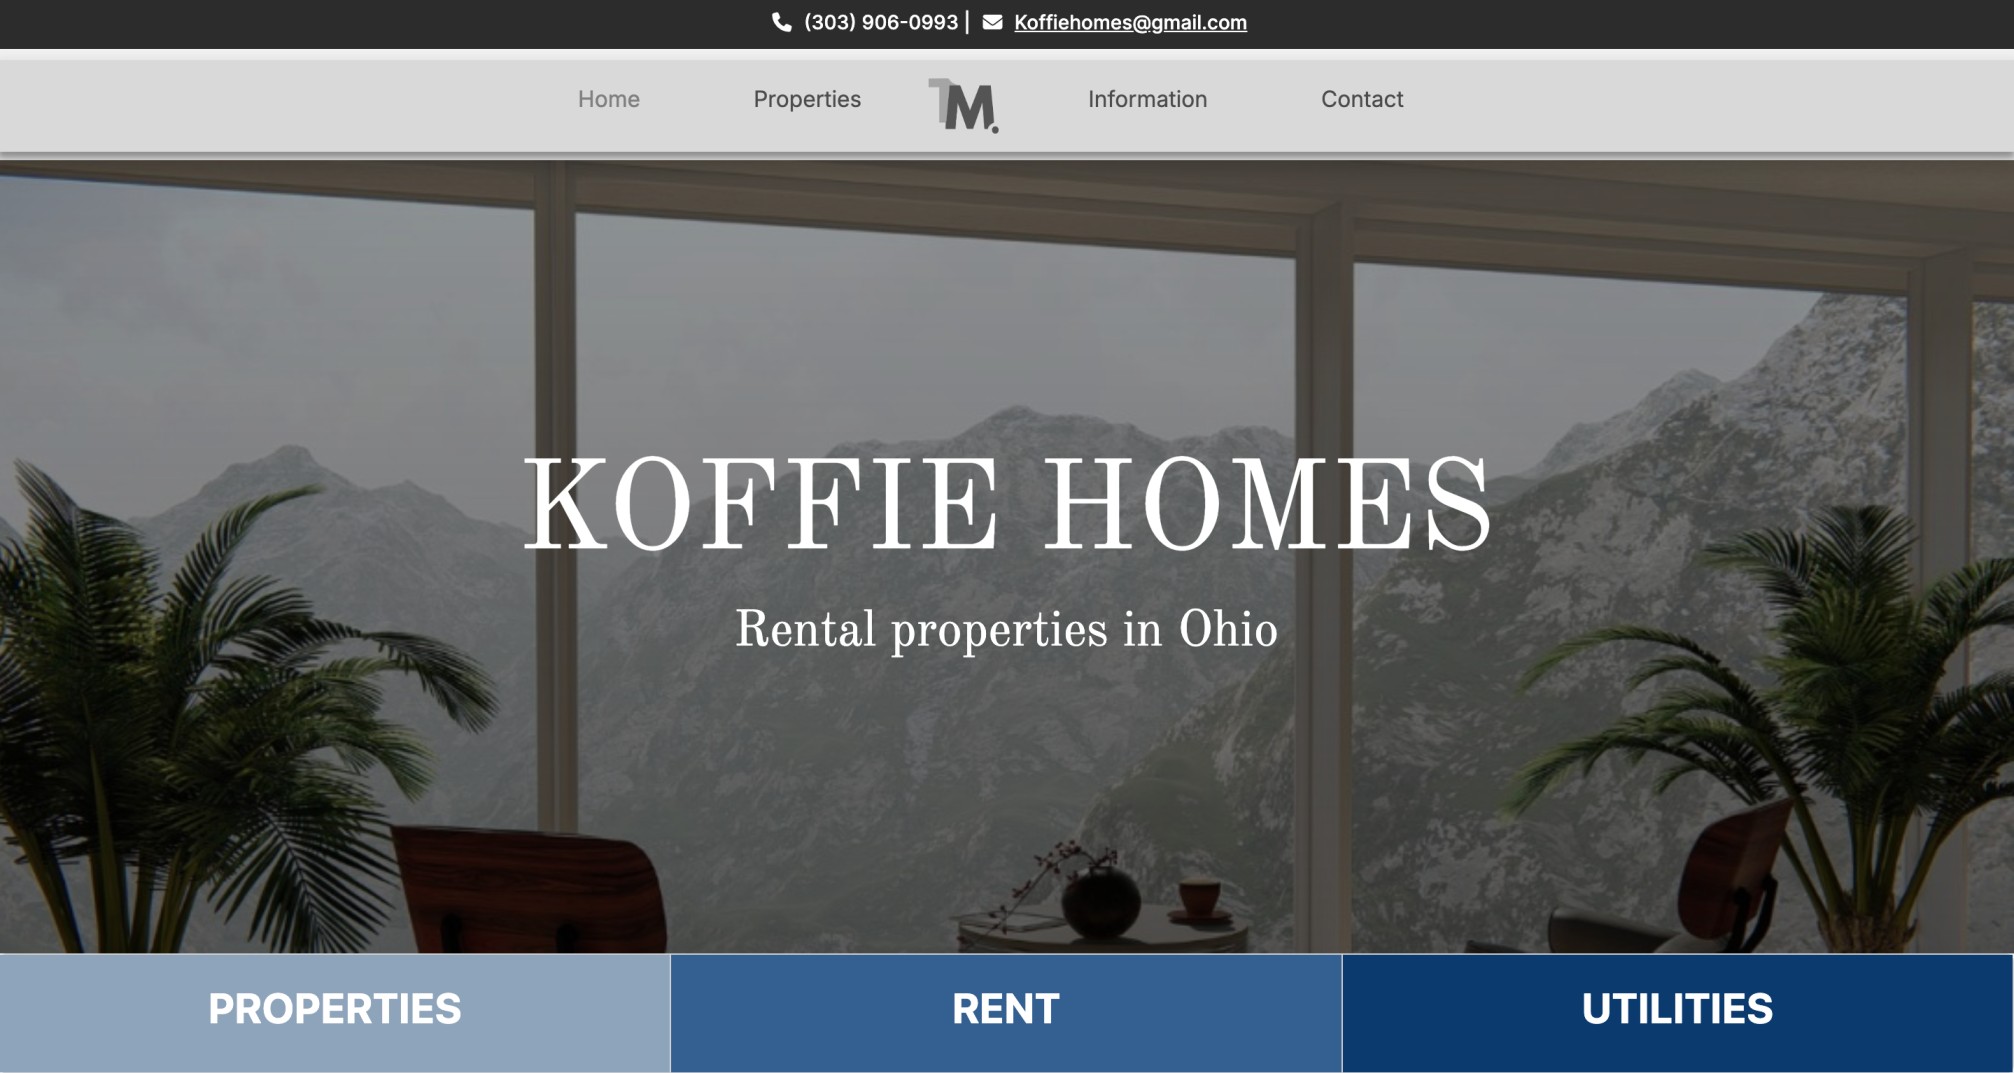 (303) 906-0993 | Koffiehomes@gmail.com
Home Properties TM. Information Contact
KOFFIE HOMES
Rental properties in Ohio
PROPERTIES RENT UTILITIES